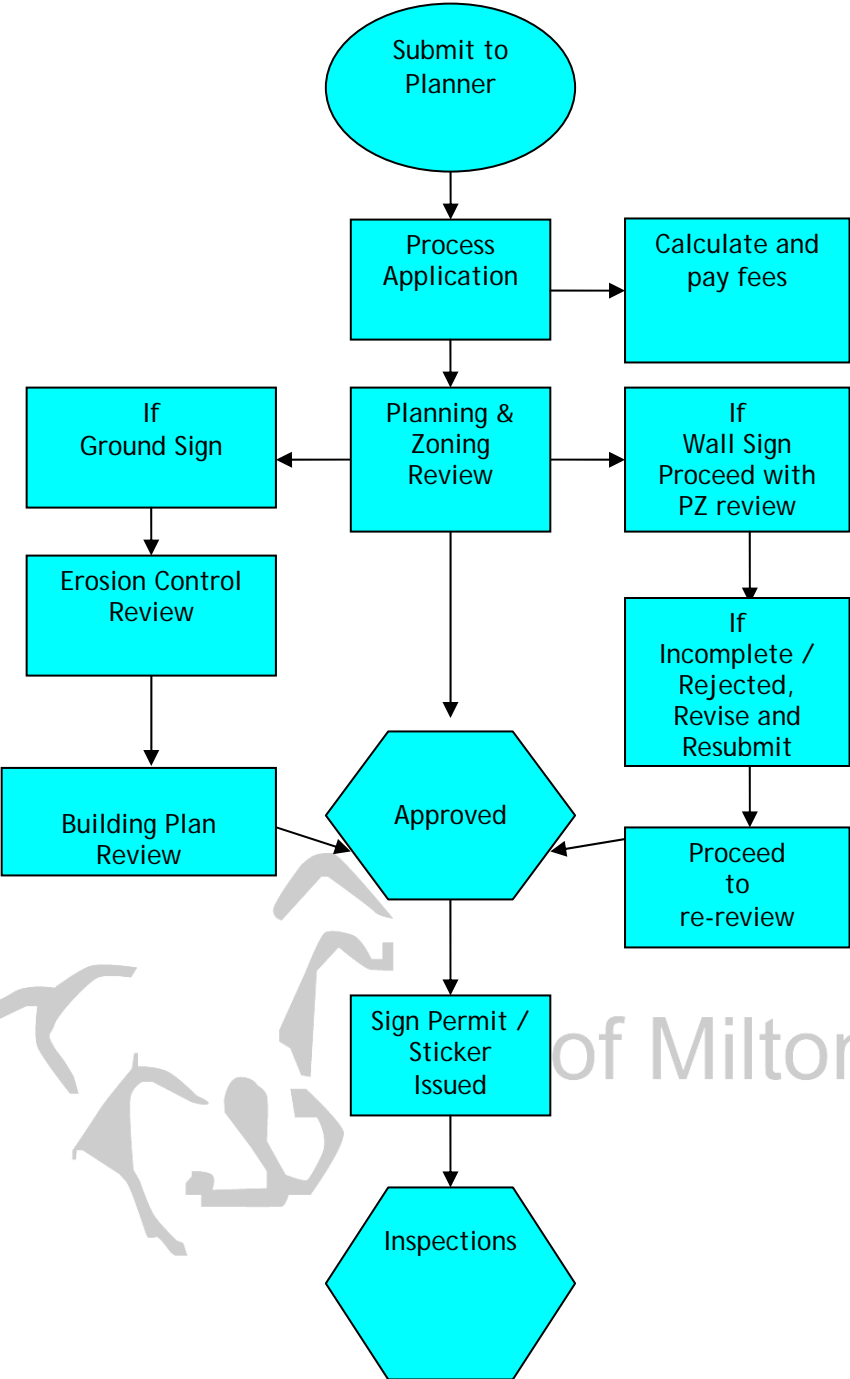 Submit to
Planner
Process
Application
Calculate and
pay fees
If
Ground Sign
Planning &
Zoning
Review
If
Wall Sign
Proceed with
PZ review
Erosion Control
Review
If
Incomplete /
Rejected,
Revise and
Resubmit
Building Plan
Review
Approved
Proceed
to
re-review
Sign Permit /
Sticker
Issued
of Milton
Inspections